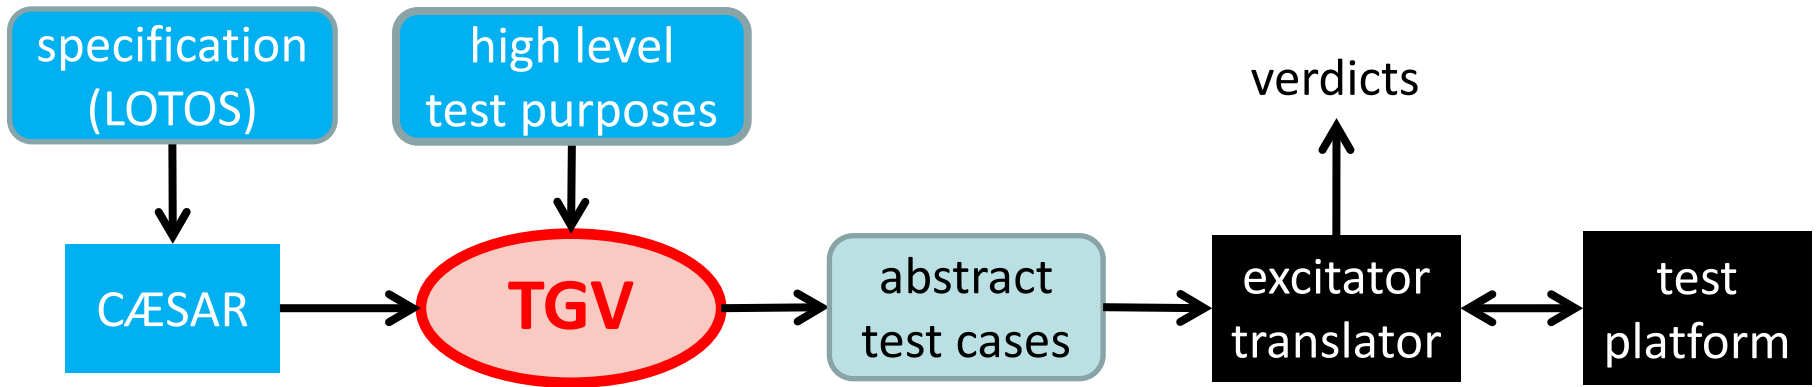 specification
(LOTOS)
high level
test purposes
verdicts
CÆSAR
TGV
abstract
test cases
excitator
translator
test
platform